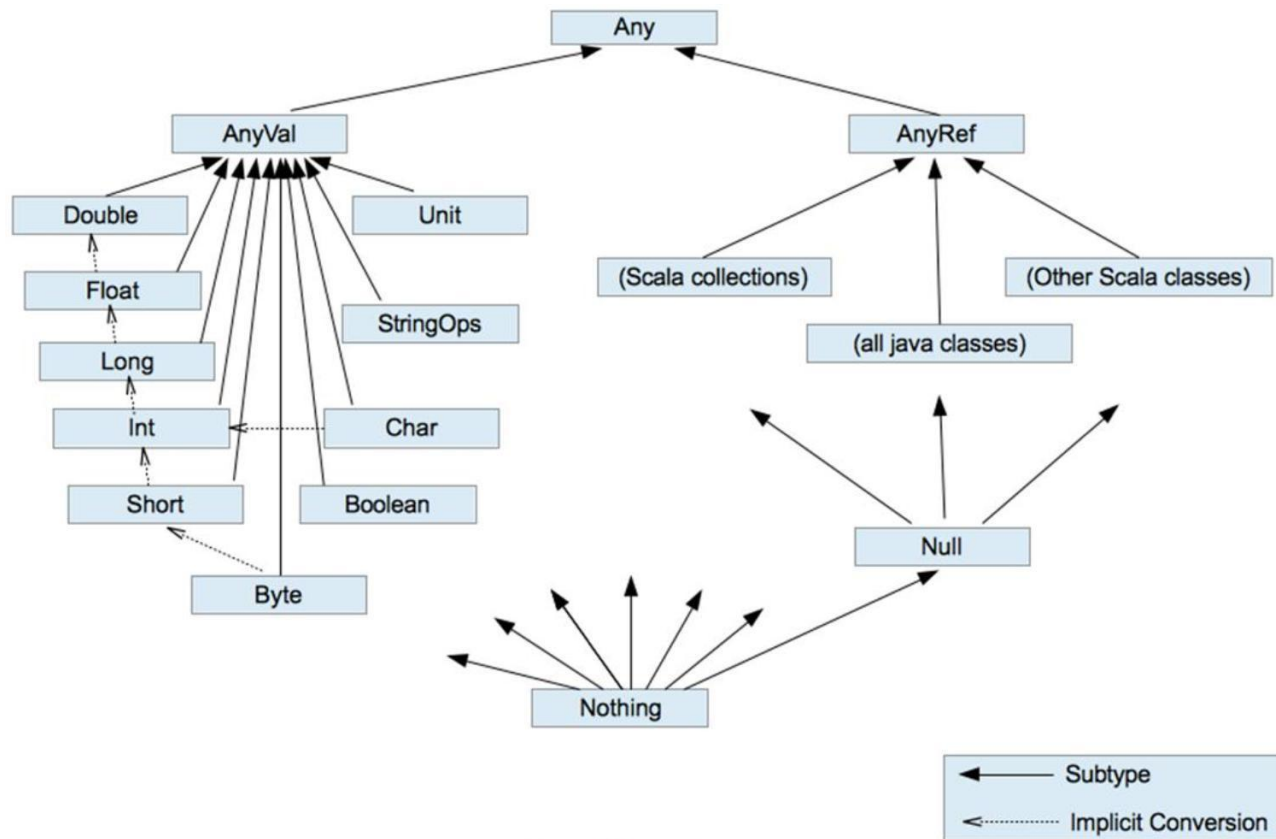 Any
AnyVal
AnyRef
Double
Unit
Float
(Scala collections)
(Other Scala classes)
StringOps
Long
(all java classes)
Int
Char
Short
Boolean
Null
Byte
Nothing
Subtype
Implicit Conversion